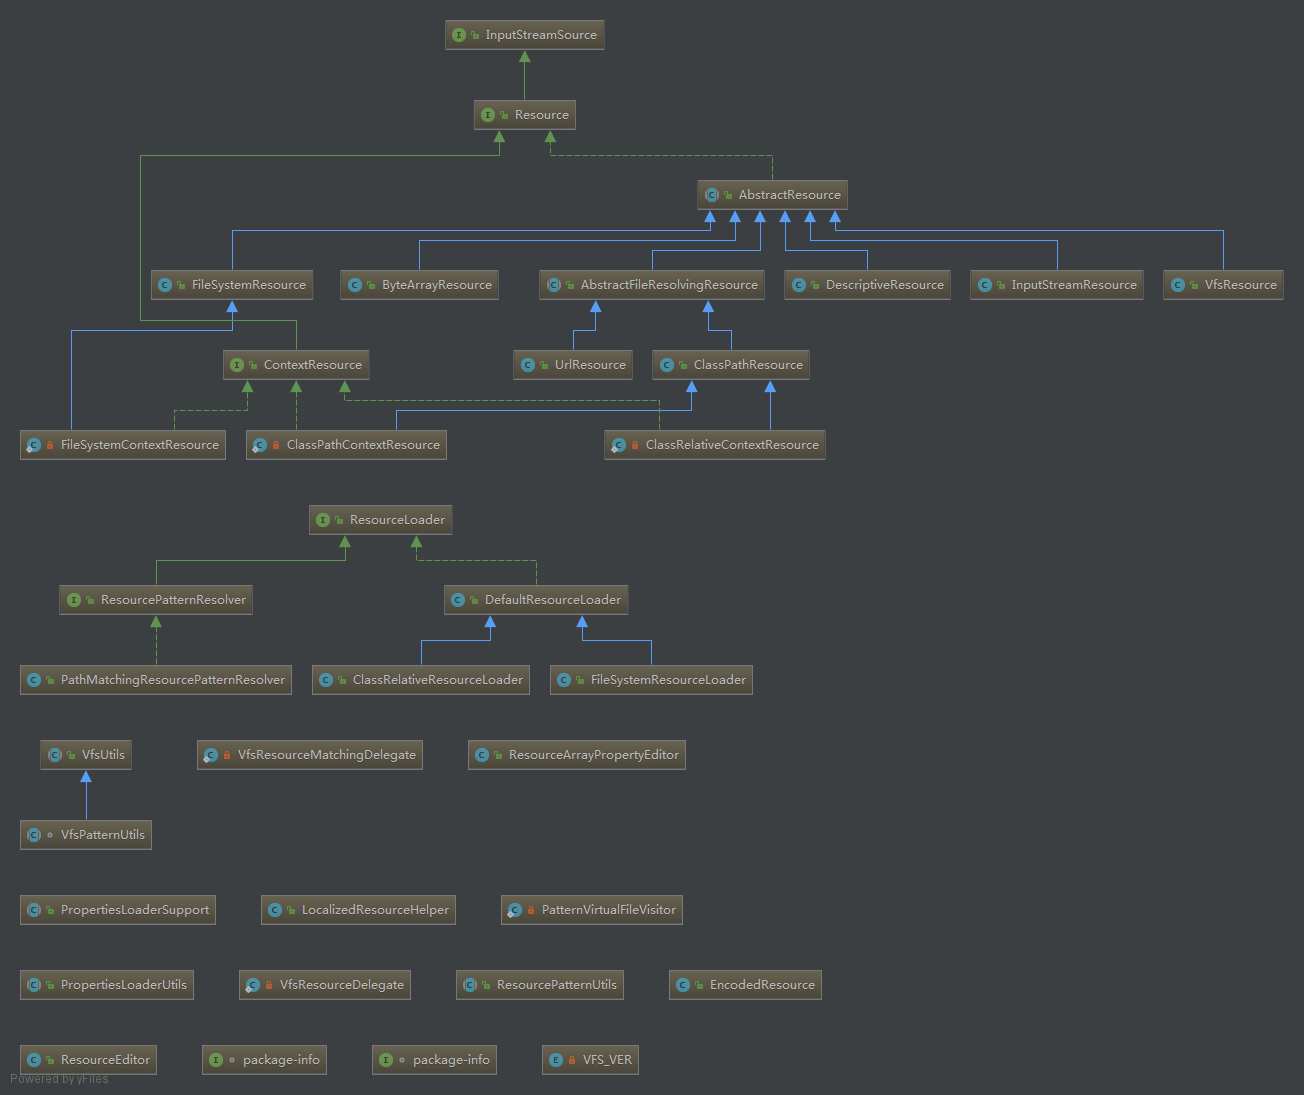 InputStreamSource
Resource
AbstractResource
FileSystemResource ByteArrayResource AbstractFileResolvingResource DescriptiveResource InputStreamResource VfsResource
ContextResource UrlResource ClassPathResource
FileSystemContextResource ClassPathContextResource ClassRelativeContextResource
ResourceLoader
ResourcePatternResolver DefaultResourceLoader
PathMatchingResourcePatternResolver ClassRelativeResourceLoader FileSystemResourceLoader
VfsUtils VfsResourceMatchingDelegate ResourceArrayPropertyEditor
VfsPatternUtils
PropertiesLoaderSupport LocalizedResourceHelper PatternVirtualFileVisitor
PropertiesLoaderUtils VfsResourceDelegate ResourcePatternUtils EncodedResource
ResourceEditor package-info package-info VFS_VER
Powered by yFiles